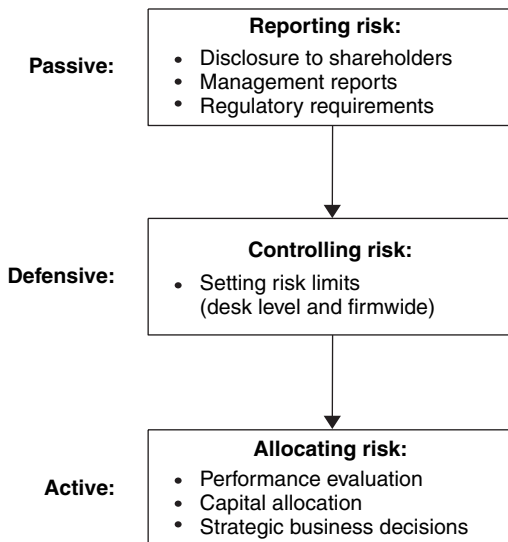 Reporting risk:
Passive:
• Disclosure to shareholders
• Management reports
• Regulatory requirements
Controlling risk:
Defensive:
• Setting risk limits
(desk level and firmwide)
Allocating risk:
Active:
• Performance evaluation
• Capital allocation
• Strategic business decisions